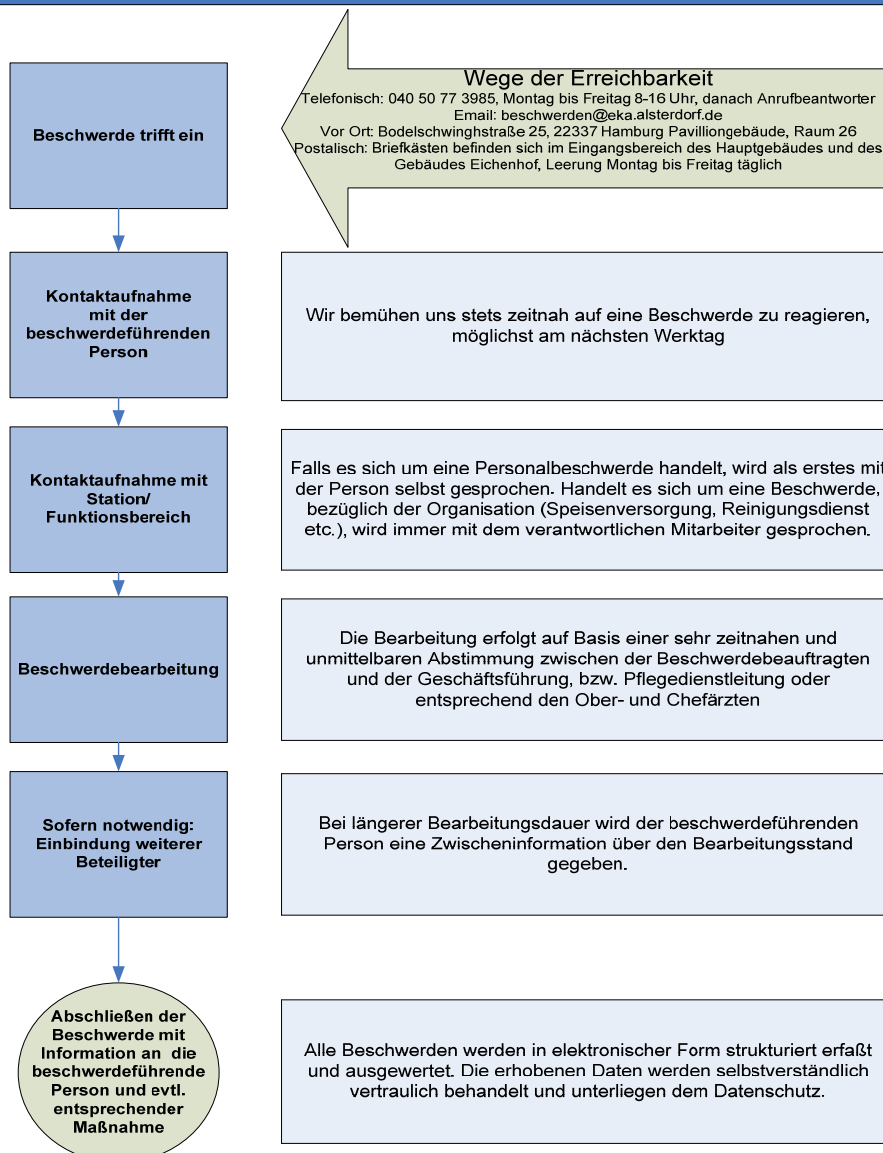 Beschwerde trifft ein
Wege der Erreichbarkeit
Telefonisch: 040 50 77 3985, Montag bis Freitag 8-16 Uhr, danach Anrufbeantworter
Email: beschwerden@eka.alsterdorf.de
Vor Ort: Bodelschwinghstraße 25, 22337 Hamburg Pavilliongebäude, Raum 26
Postalisch: Briefkästen befinden sich im Eingangsbereich des Hauptgebäudes und des
Gebäudes Eichenhof, Leerung Montag bis Freitag täglich
Kontaktaufnahme
mit der
beschwerdeführenden
Person
Wir bemühen uns stets zeitnah auf eine Beschwerde zu reagieren,
möglichst am nächsten Werktag
Kontaktaufnahme mit
Station/
Funktionsbereich
Falls es sich um eine Personalbeschwerde handelt, wird als erstes mit
der Person selbst gesprochen. Handelt es sich um eine Beschwerde,
bezüglich der Organisation (Speisenversorgung, Reinigungsdienst
etc.), wird immer mit dem verantwortlichen Mitarbeiter gesprochen.
Beschwerdebearbeitung
Die Bearbeitung erfolgt auf Basis einer sehr zeitnahen und
unmittelbaren Abstimmung zwischen der Beschwerdebeauftragten
und der Geschäftsführung, bzw. Pflegedienstleitung oder
entsprechend den Ober- und Chefärzten
Sofern notwendig:
Einbindung weiterer
Beteiligter
Bei längerer Bearbeitungsdauer wird der beschwerdeführenden
Person eine Zwischeninformation über den Bearbeitungsstand
gegeben.
Abschließen der
Beschwerde mit
Information an die
beschwerdeführende
Person und evtl.
entsprechender
Maßnahme
Alle Beschwerden werden in elektronischer Form strukturiert erfaßt
und ausgewertet. Die erhobenen Daten werden selbstverständlich
vertraulich behandelt und unterliegen dem Datenschutz.